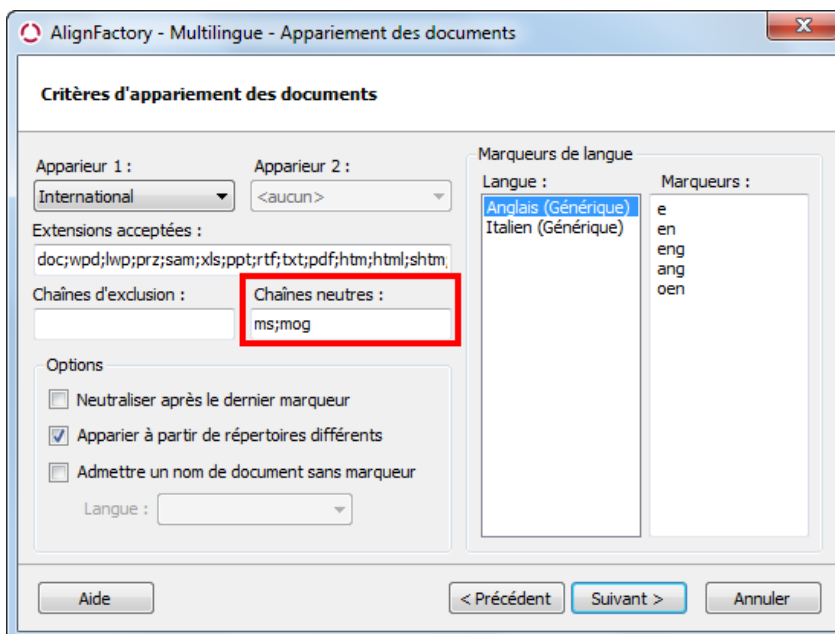 AlignFactory - Multilingue - Appariement des documents
Critères d'appariement des documents
Apparieur 1 :
Apparieur 2 :
International
<aucun>
Extensions acceptées :
doc;wpd;lwp;prz;sam;xls;ppt;rtf;txt;pdf;htm;html;shtm;
Chaînes d'exclusion :
Chaînes neutres :
ms;mog
Options
Neutraliser après le dernier marqueur
Apparier à partir de répertoires différents
Admettre un nom de document sans marqueur
Langue :
Marqueurs de langue
Langue :
Marqueurs :
Anglais (Générique)
Italien (Générique)
e
en
eng
ang
oen
Aide
< Précédent
Suivant >
Annuler